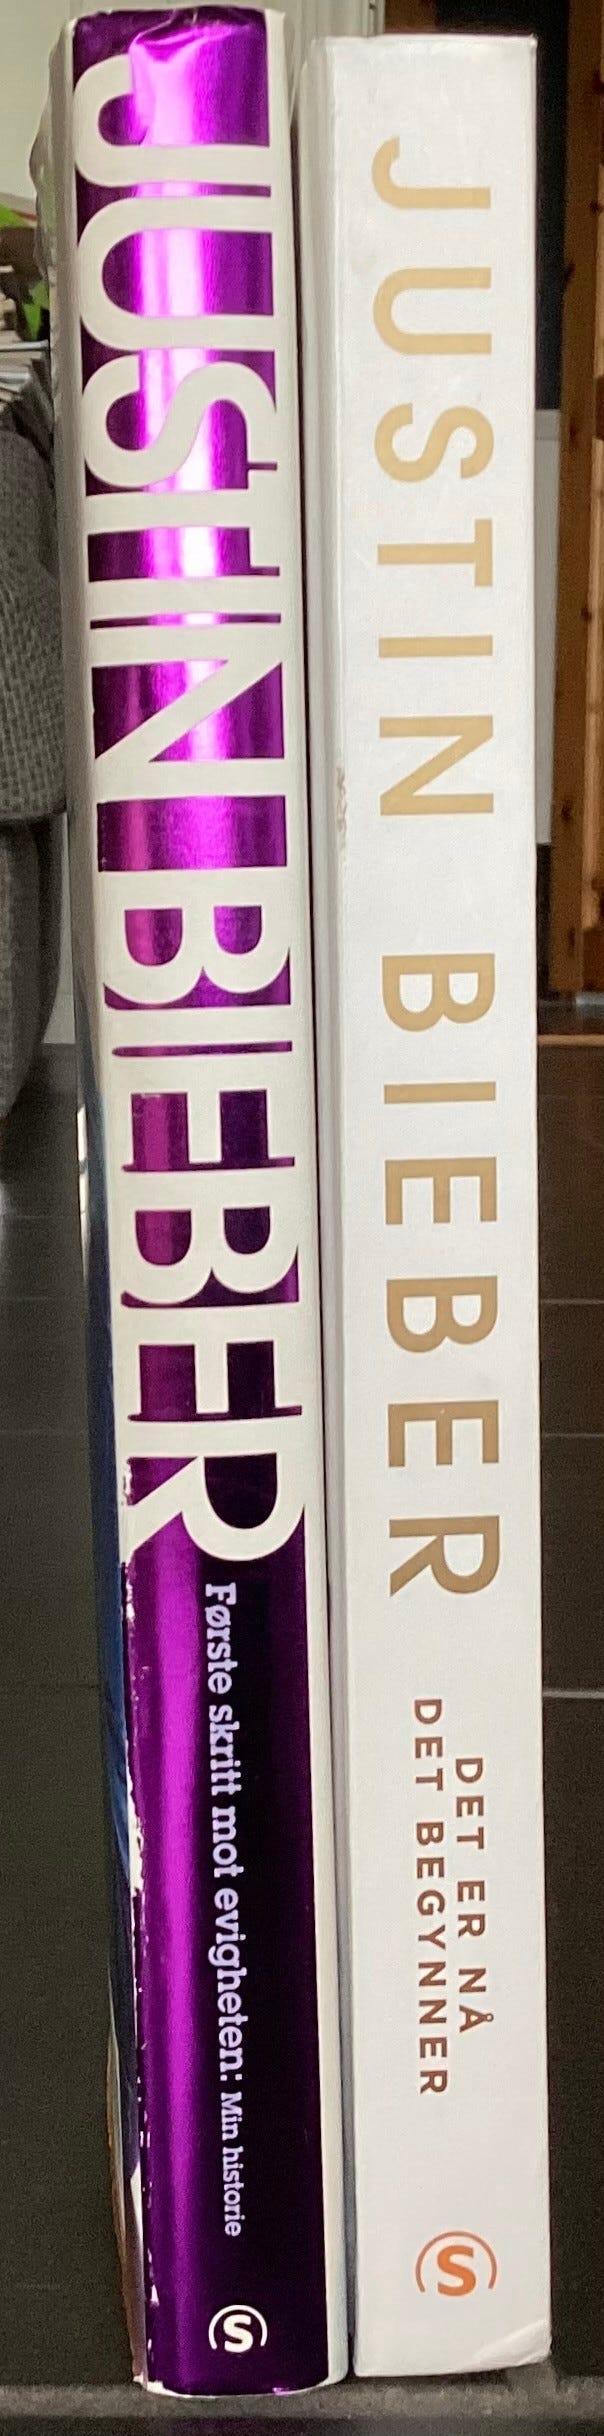 JUSTIN BIEBER
Første skritt mot evigheten: Min historie
S
JUSTIN BIEBER
DET ER NÅ
DET BEGYNNER
S